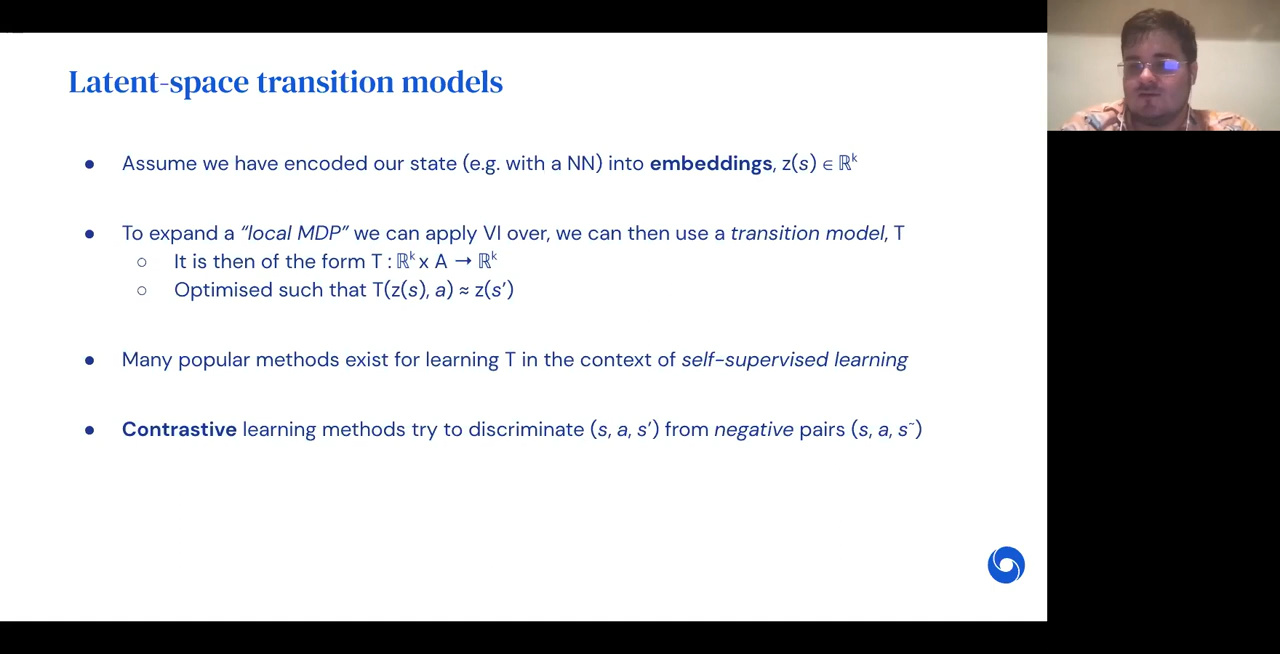 Latent-space transition models
● Assume we have encoded our state (e.g. with a NN) into embeddings, z(s) ∈ ℝᵏ
● To expand a “local MDP” we can apply VI over, we can then use a transition model, T
○ It is then of the form T : ℝᵏ x A → ℝᵏ
○ Optimised such that T(z(s), a) ≈ z(s’)
● Many popular methods exist for learning T in the context of self-supervised learning
● Contrastive learning methods try to discriminate (s, a, s’) from negative pairs (s, a, s˜)